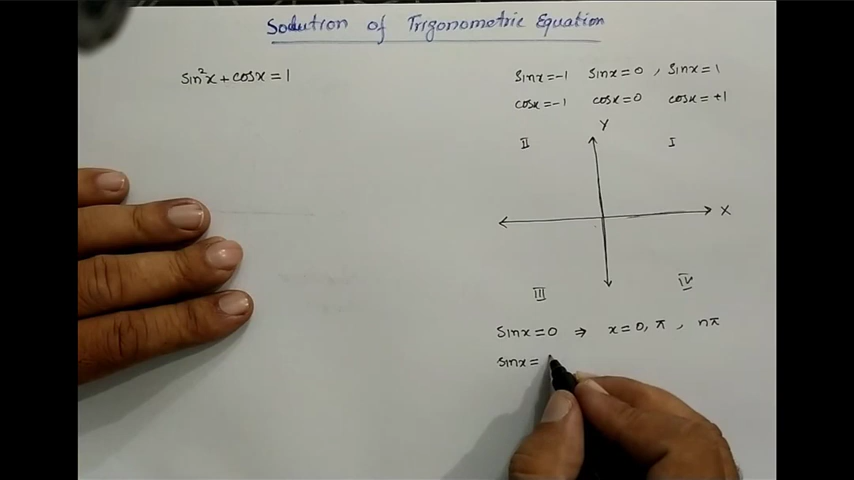 Solution of Trigonometric Equation
sin²x + cosx = 1
sinx = -1 sinx = 0 , sinx = 1
cosx = -1 cosx = 0 cosx = +1
Y
II I
X
III IV
sinx = 0 ⇒ x = 0, π , nπ
sinx =